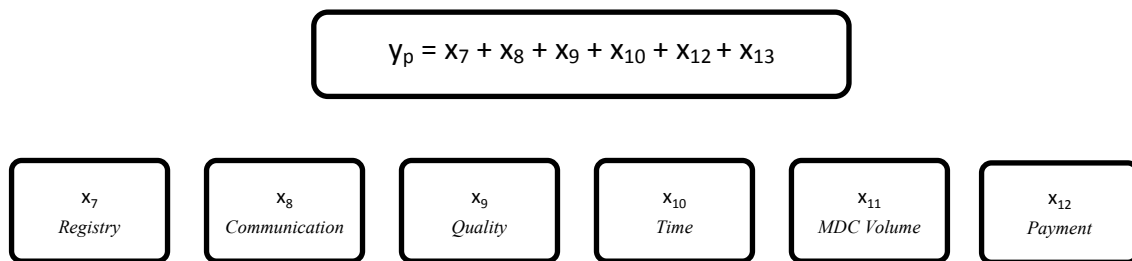 yₚ = x₇ + x₈ + x₉ + x₁₀ + x₁₂ + x₁₃
x₇ x₈ x₉ x₁₀ x₁₁ x₁₂
Registry Communication Quality Time MDC Volume Payment